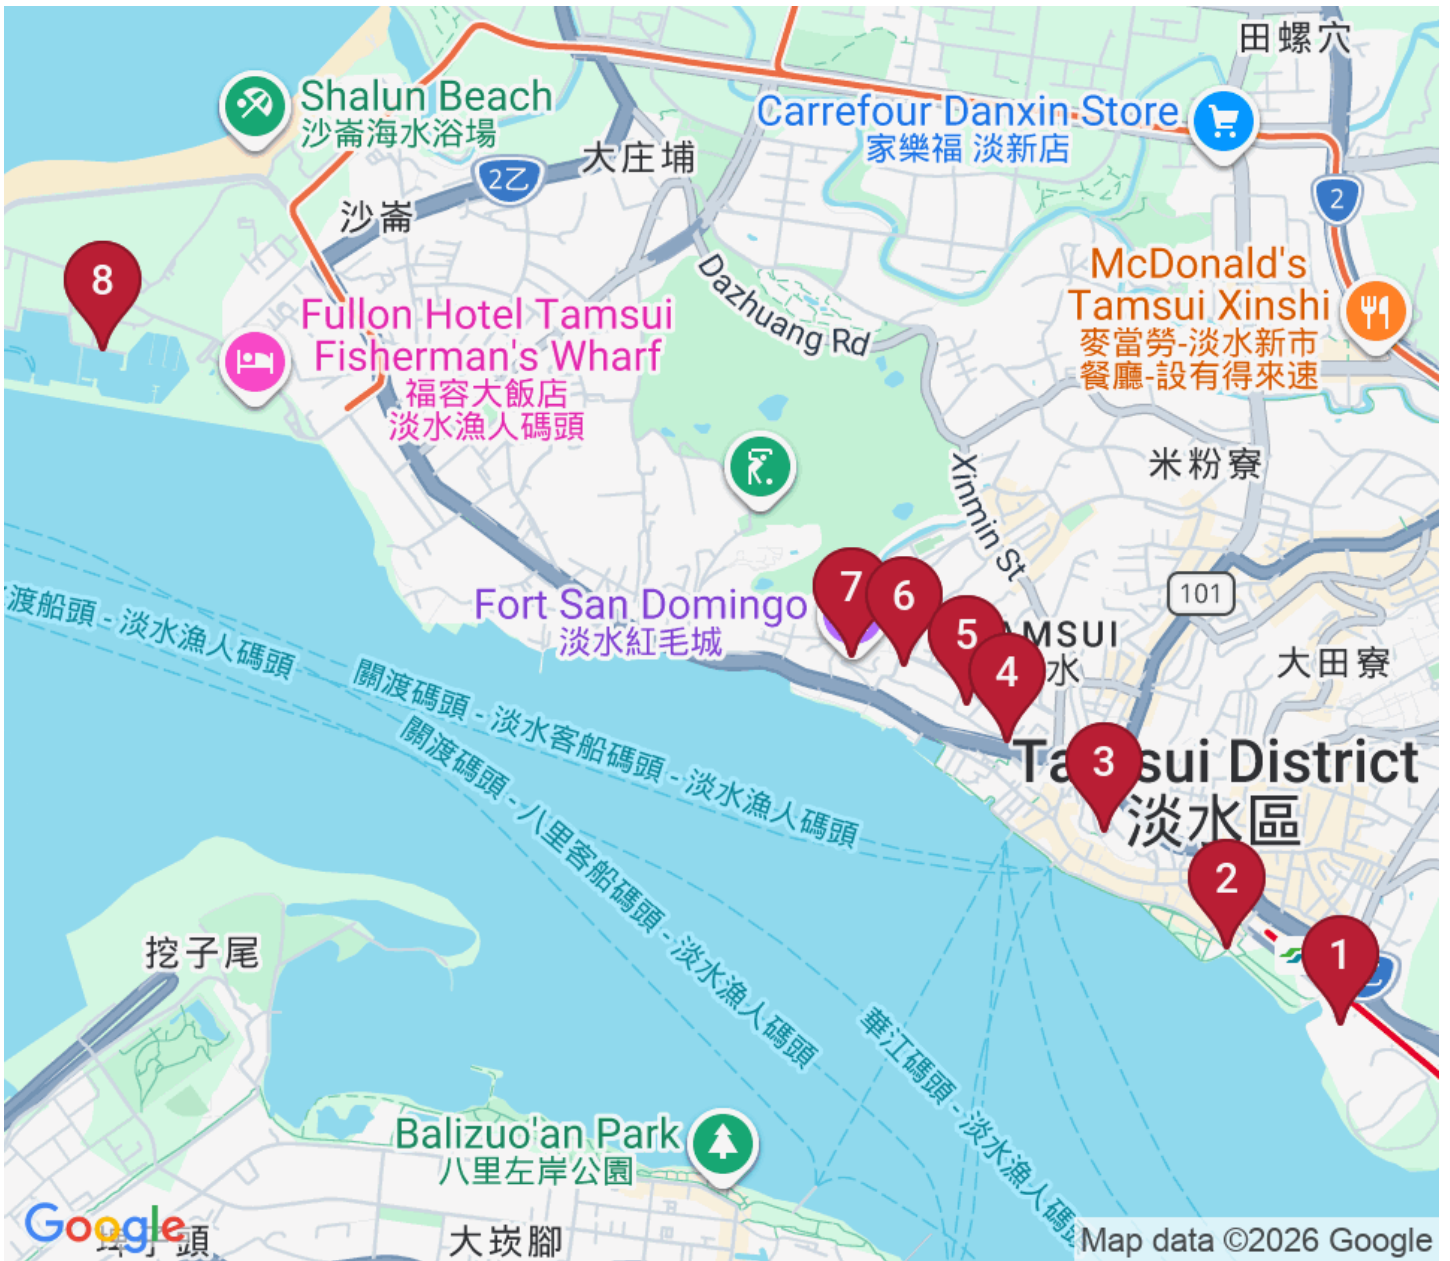 田螺穴
Shalun Beach
沙崙海水浴場
Carrefour Danxin Store
家樂福 淡新店
大庄埔
2乙
2
沙崙
8
Dazhuang Rd
McDonald's
Tamsui Xinshi
麥當勞-淡水新市
餐廳-設有得來速
Fullon Hotel Tamsui
Fisherman's Wharf
福容大飯店
淡水漁人碼頭
米粉寮
Xinmin St
101
7
6
5
4
Fort San Domingo
淡水紅毛城
AMSUI
水
大田寮
渡船頭 - 淡水漁人碼頭
關渡碼頭 - 淡水客船碼頭 - 淡水漁人碼頭
關渡碼頭 - 八里客船碼頭 - 淡水漁人碼頭
3
Tamsui District
淡水區
2
1
挖子尾
華江碼頭 - 淡水漁人碼頭
Balizuo'an Park
八里左岸公園
大崁腳
Google
頭
Map data ©2026 Google